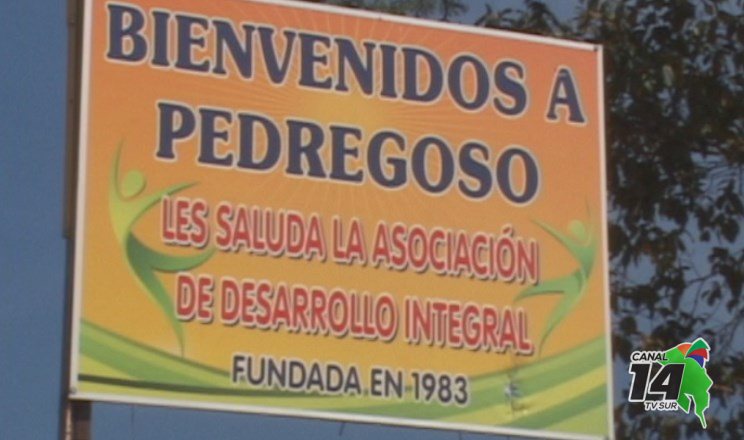 BIENVENIDOS A
PEDREGOSO
LES SALUDA LA ASOCIACIÓN
DE DESARROLLO INTEGRAL
FUNDADA EN 1983
CANAL
14
TV SUR